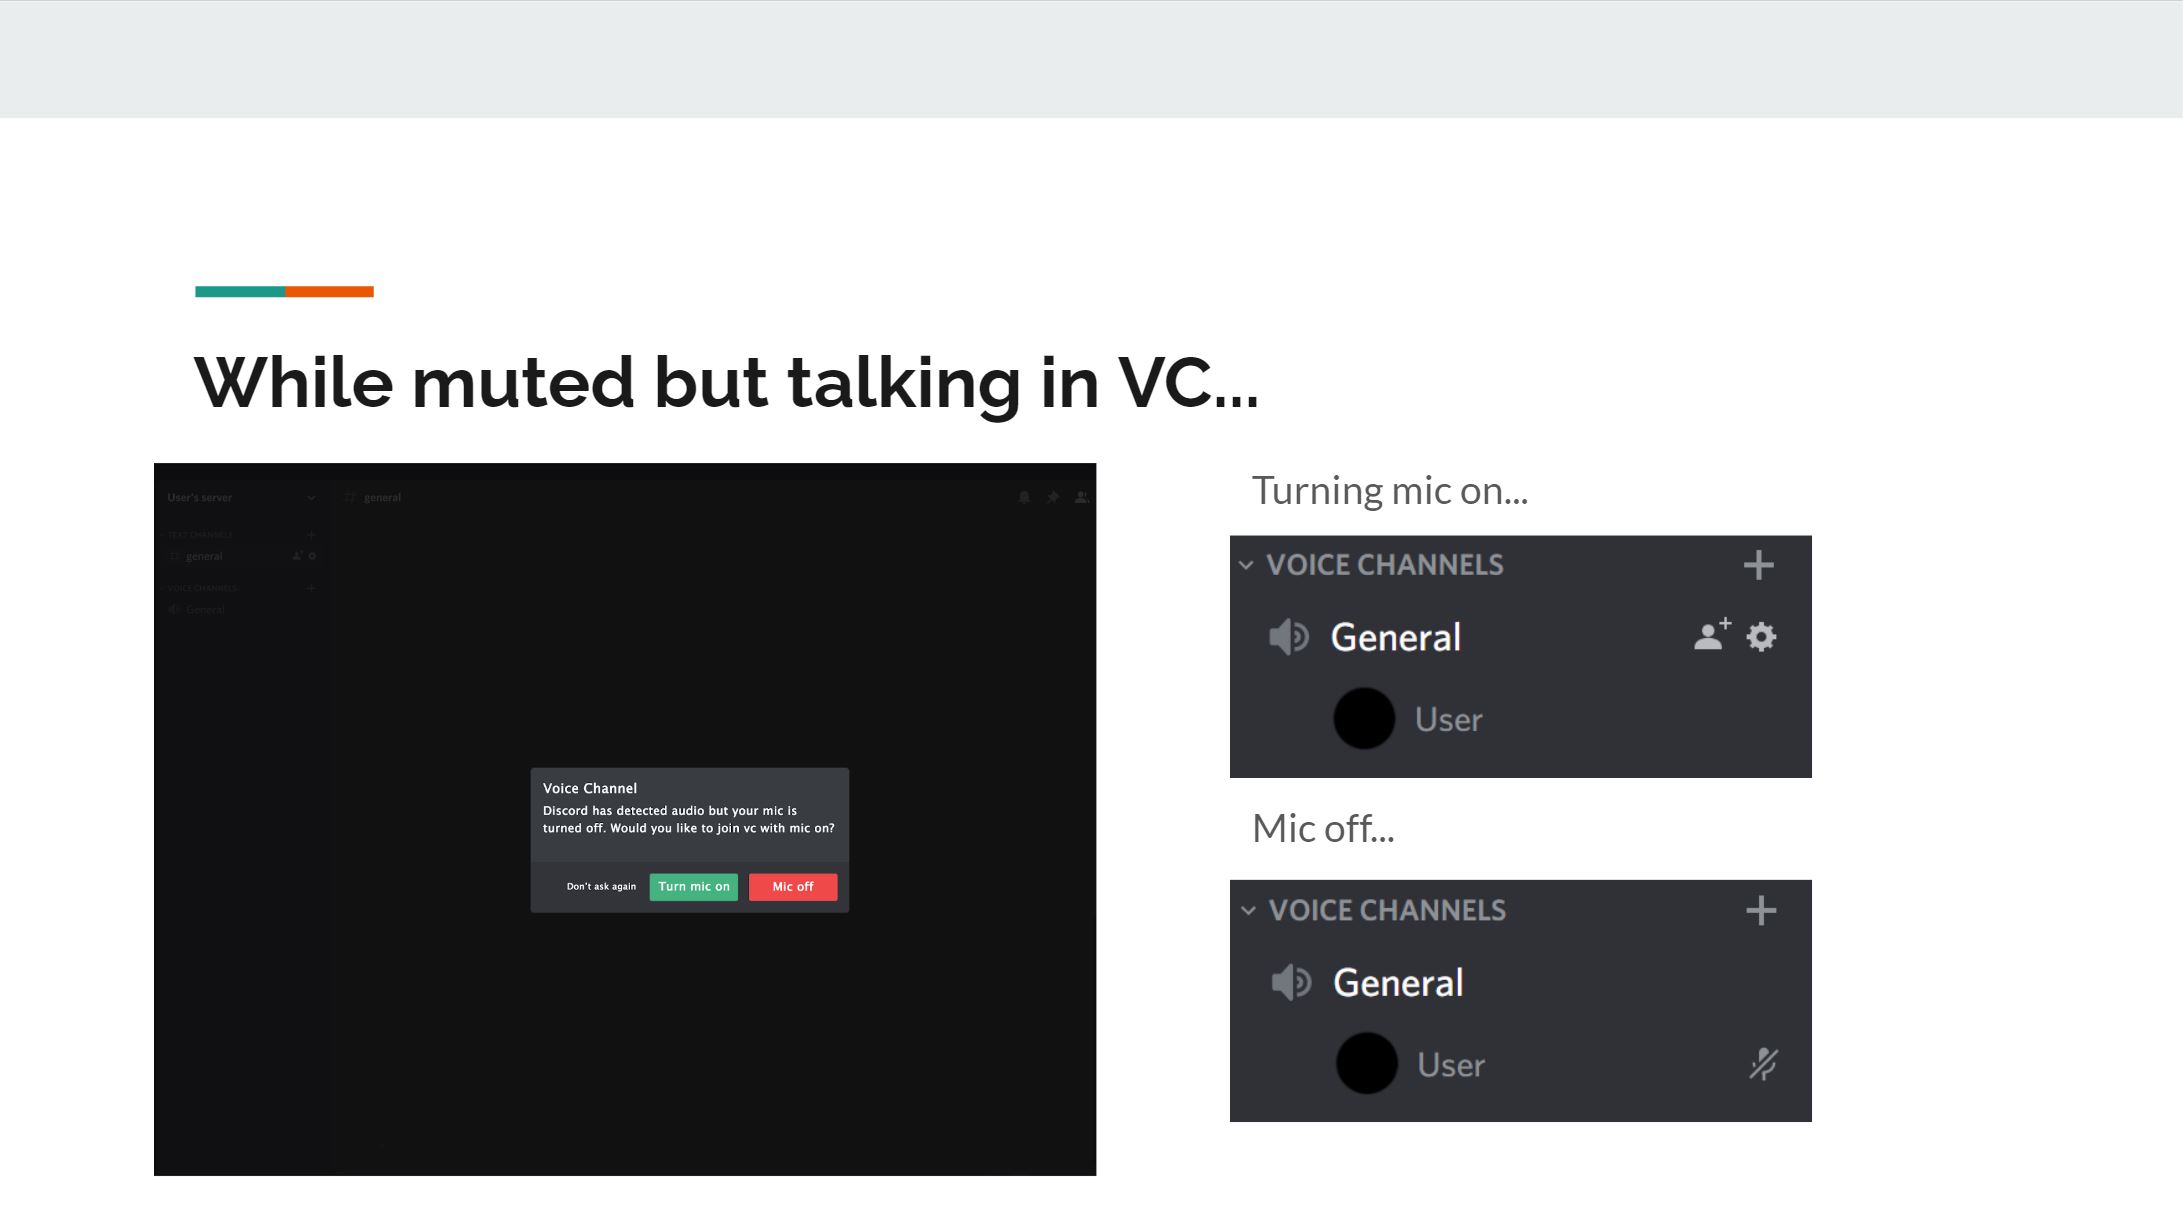 While muted but talking in VC...
User's server
general
TEXT CHANNELS
general
VOICE CHANNELS
General
Voice Channel
Discord has detected audio but your mic is
turned off. Would you like to join vc with mic on?
Don't ask again
Turn mic on
Mic off
Turning mic on...
VOICE CHANNELS
General
User
Mic off...
VOICE CHANNELS
General
User